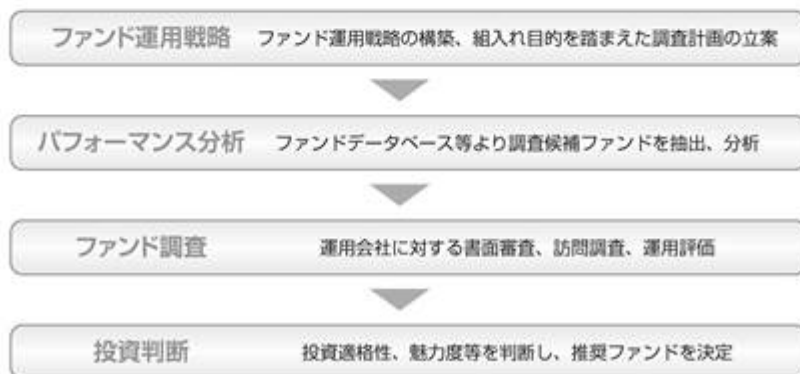 ファンド運用戦略 ファンド運用戦略の構築、組入れ目的を踏まえた調査計画の立案
パフォーマンス分析 ファンドデータベース等より調査候補ファンドを抽出、分析
ファンド調査 運用会社に対する書面審査、訪問調査、運用評価
投資判断 投資適格性、魅力度等を判断し、推奨ファンドを決定